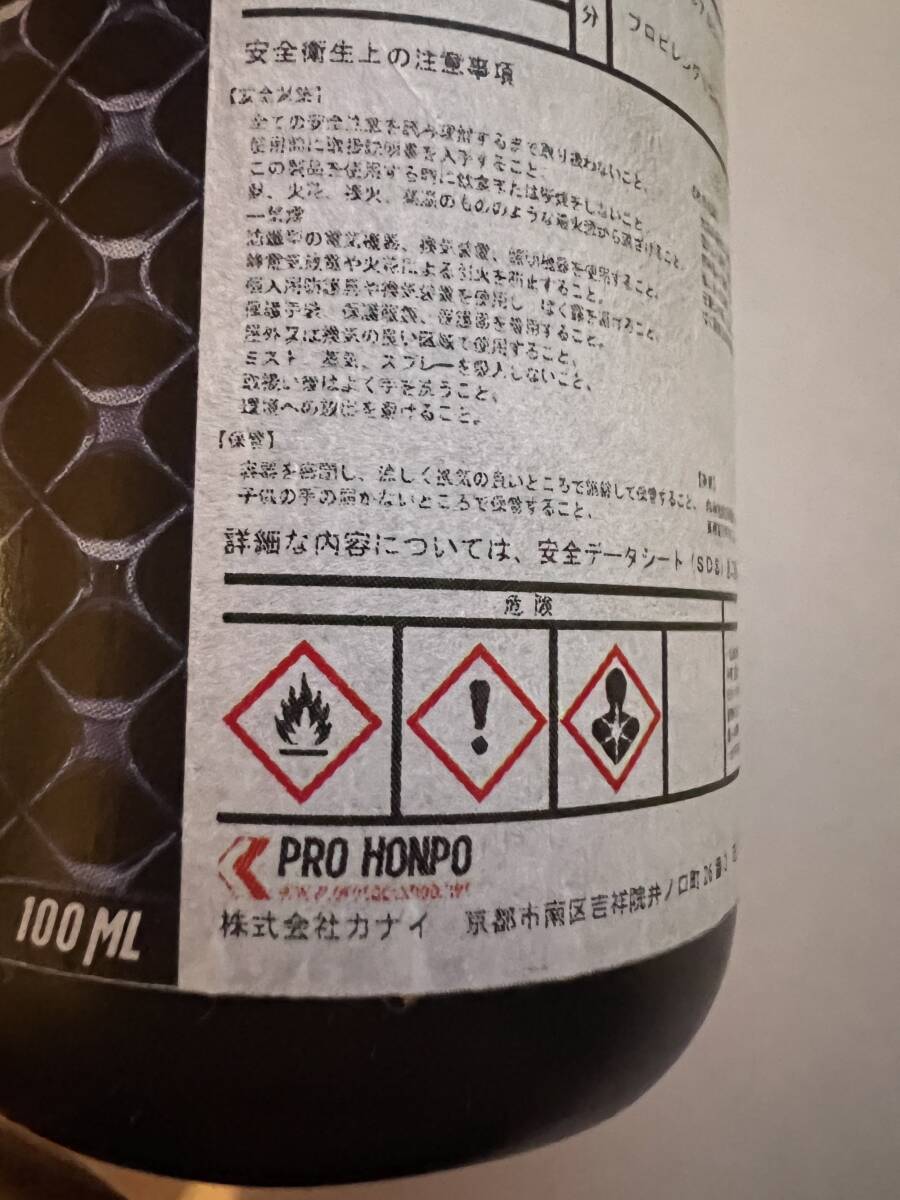 分
プロピレング
安全衛生上の注意事項
【安全対策】
全ての安全注意を読み理解するまで取り扱わないこと。
使用前に取扱説明書を入手すること。
この製品を使用する時に飲食または喫煙をしないこと。
熱、火花、裸火、高温のもののような着火源から遠ざけること。
ー禁煙
防爆型の電気機器、換気装置、照明機器を使用すること。
静電気放電や火花による引火を防止すること。
個人用防護具や換気装置を使用し、ばく露を避けること。
保護手袋、保護眼鏡、保護面を着用すること。
屋外又は換気の良い区域で使用すること。
ミスト、蒸気、スプレーを吸入しないこと。
取扱い後はよく手を洗うこと。
環境への放出を避けること。
【保管】
容器を密閉し、涼しく換気の良いところで施錠して保管すること。
子供の手の届かないところで保管すること。
詳細な内容については、安全データシート(SDS)
危険
PRO HONPO
株式会社カナイ 京都市南区吉祥院井ノ口町26番
100 ML